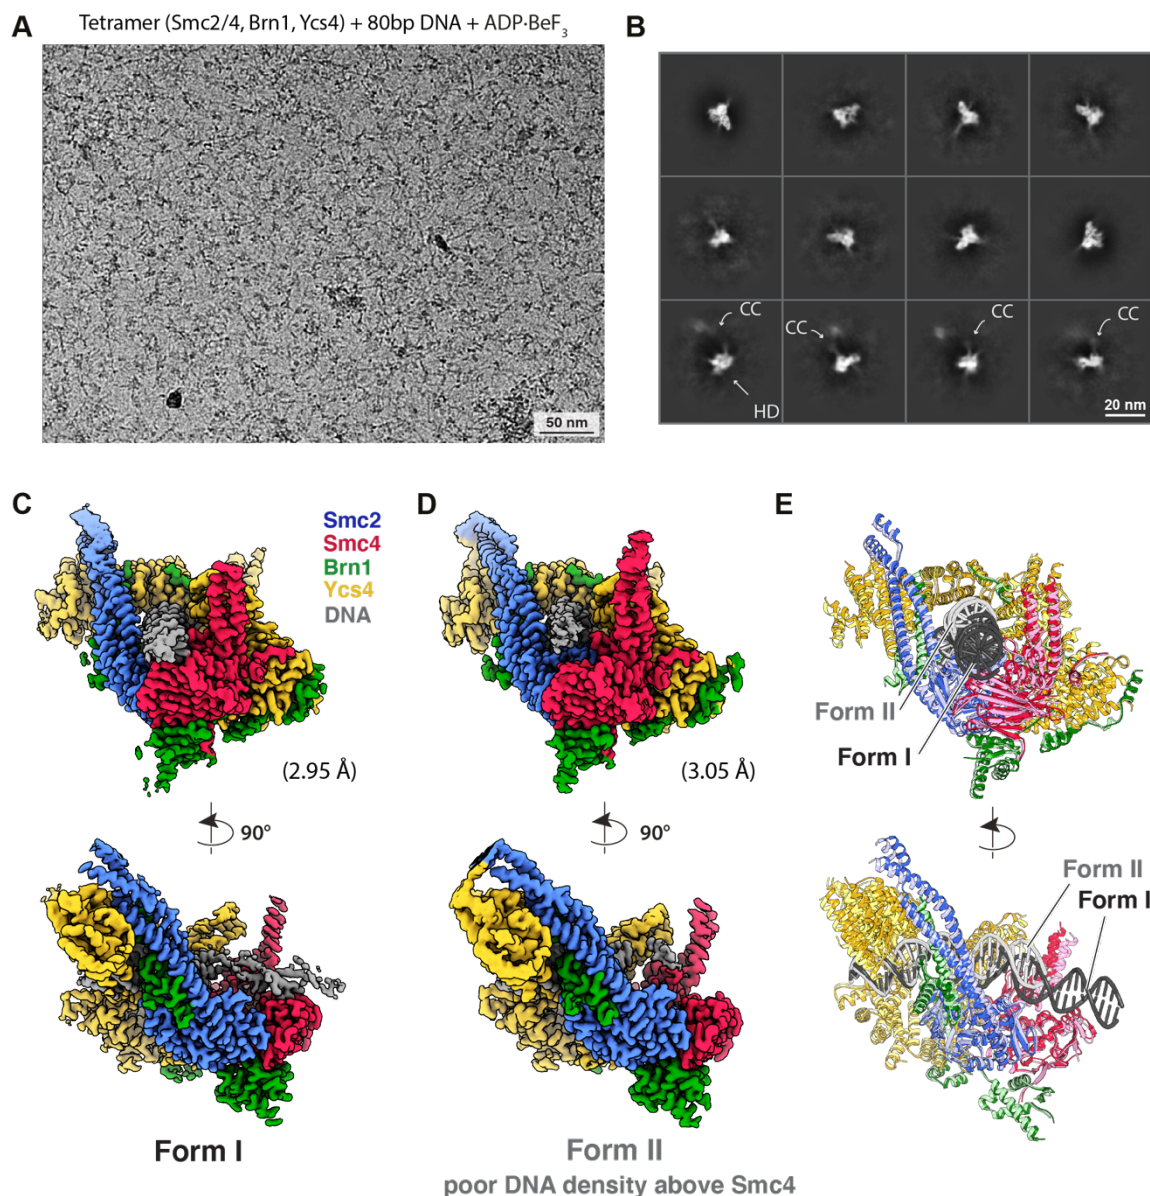 A
Tetramer (Smc2/4, Brn1, Ycs4) + 80bp DNA + ADP·BeF₃
50 nm
B
CC
CC
CC
CC
HD
20 nm
C
Smc2
Smc4
Brn1
Ycs4
DNA
(2.95 Å)
90°
Form I
D
(3.05 Å)
90°
Form II
poor DNA density above Smc4
E
Form II
Form I
Form II
Form I